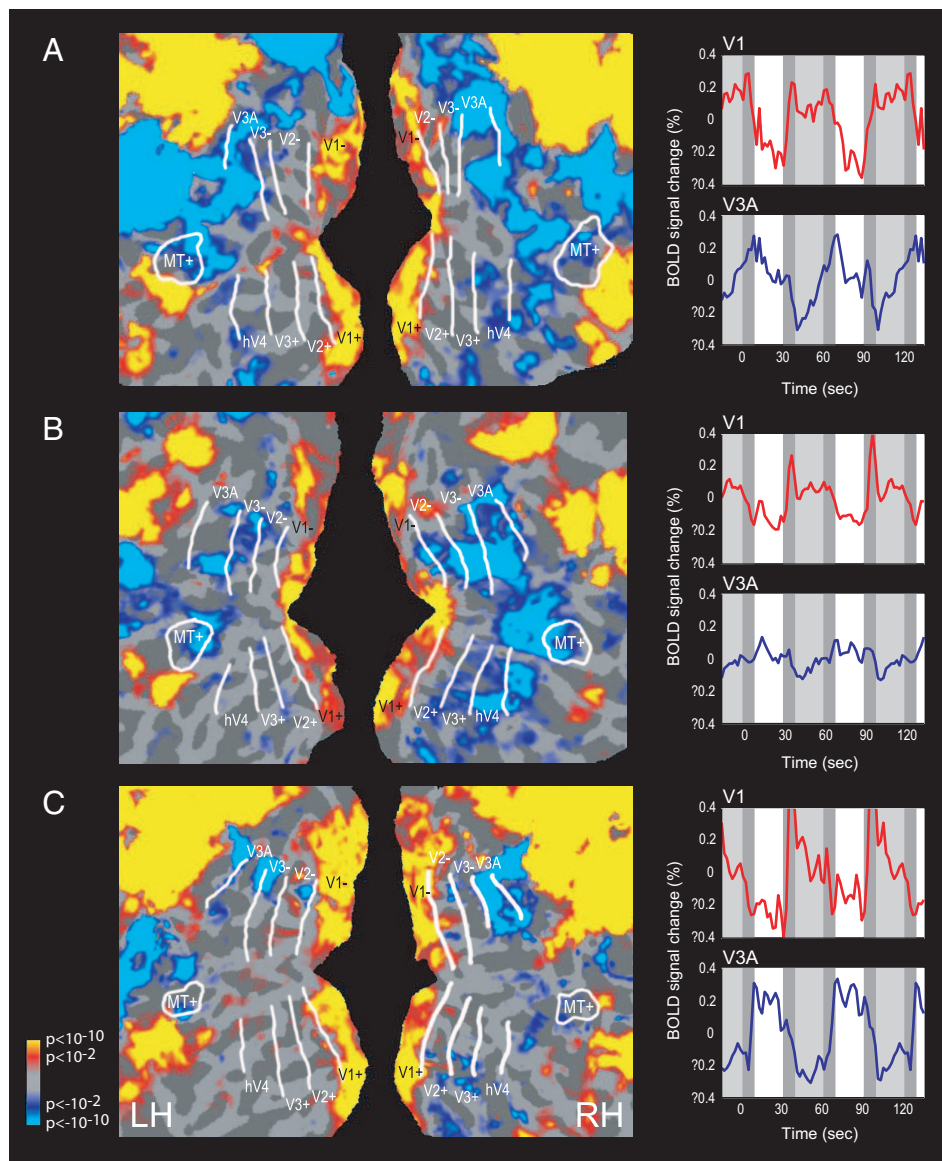 A
V3A
V3-
V2-
V1-
MT+
hV4
V3+
V2+
V1+
V1-
V2-
V3-
V3A
MT+
V1+
V2+
V3+
hV4
V1
BOLD signal change (%)
0.4
0.2
0
?0.2
?0.4
V3A
0.4
0.2
0
?0.2
?0.4
0 30 60 90 120
Time (sec)
B
V3A
V3-
V2-
V1-
MT+
hV4
V3+
V2+
V1+
V1-
V2-
V3-
V3A
MT+
V1+
V2+
V3+
hV4
V1
BOLD signal change (%)
0.4
0.2
0
?0.2
?0.4
V3A
0.4
0.2
0
?0.2
?0.4
0 30 60 90 120
Time (sec)
C
V3A
V3-
V2-
V1-
MT+
hV4
V3+
V2+
V1+
V1-
V2-
V3-
V3A
MT+
V1+
V2+
V3+
hV4
p<10-10
p<10-2
p<-10-2
p<-10-10
LH
RH
V1
BOLD signal change (%)
0.4
0.2
0
?0.2
?0.4
V3A
0.4
0.2
0
?0.2
?0.4
0 30 60 90 120
Time (sec)